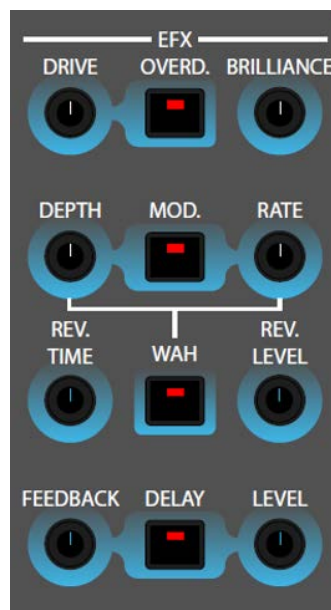 EFX
DRIVE OVERD. BRILLIANCE
DEPTH MOD. RATE
REV. REV.
TIME WAH LEVEL
FEEDBACK DELAY LEVEL